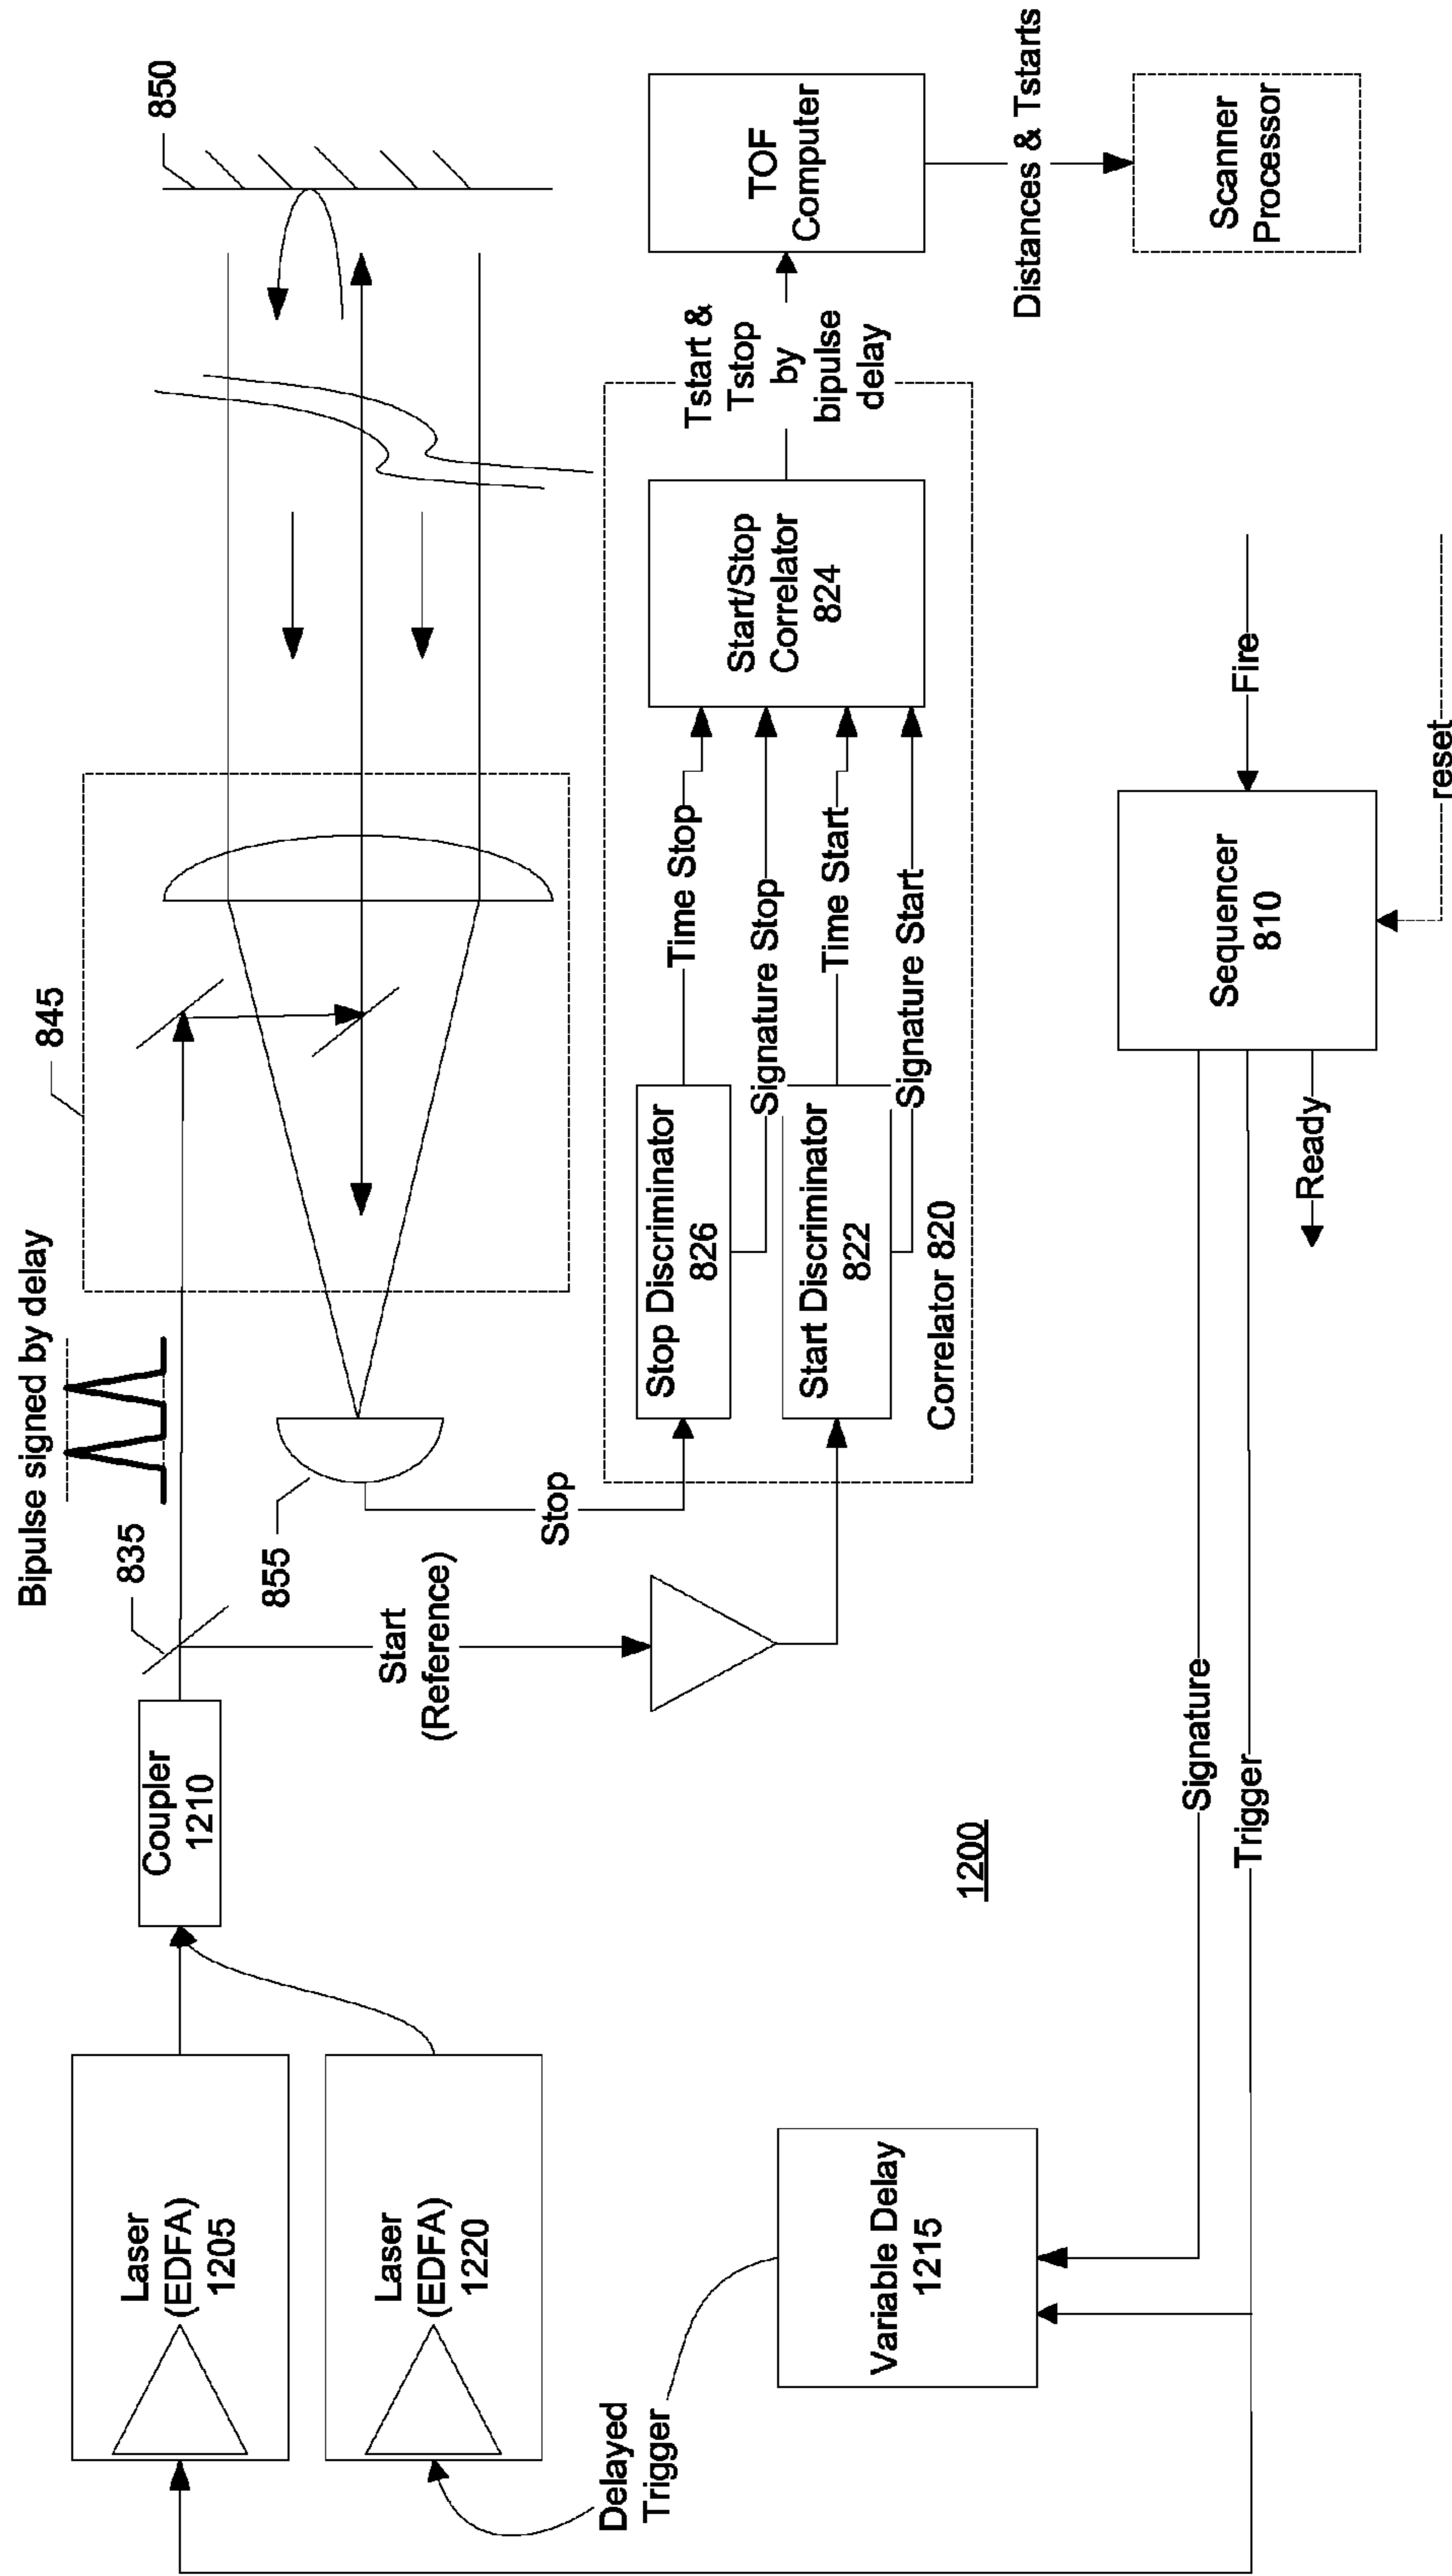 Bipulse signed by delay
845
850
835
855
Laser
(EDFA)
1205
Coupler
1210
Laser
(EDFA)
1220
Start
(Reference)
Stop
Delayed
Trigger
Stop Discriminator
826
Time Stop
Signature Stop
Start Discriminator
822
Time Start
Signature Start
Correlator 820
Start/Stop
Correlator
824
Tstart &
Tstop
by
bipulse
delay
TOF
Computer
Distances & Tstarts
Scanner
Processor
Variable Delay
1215
1200
Signature
Trigger
Ready
Sequencer
810
Fire
reset